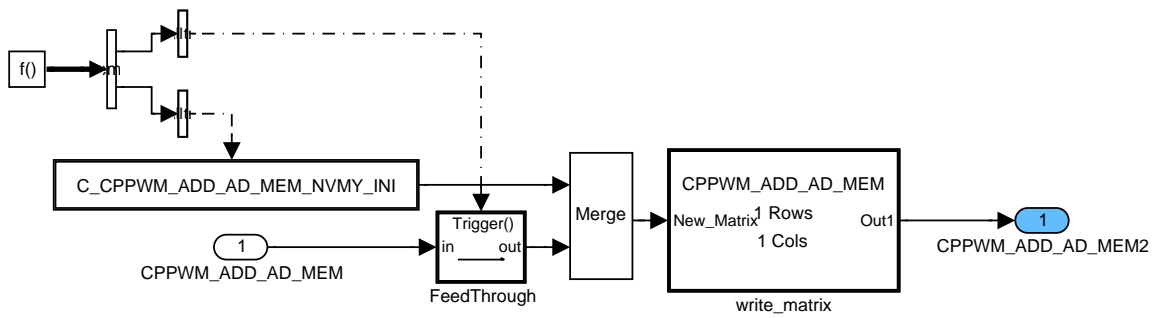 f()
C_CPPWM_ADD_AD_MEM_NVMY_INI
1
CPPWM_ADD_AD_MEM
Trigger()
in
out
FeedThrough
Merge
CPPWM_ADD_AD_MEM
New_Matrix
1 Rows
1 Cols
Out1
write_matrix
1
CPPWM_ADD_AD_MEM2